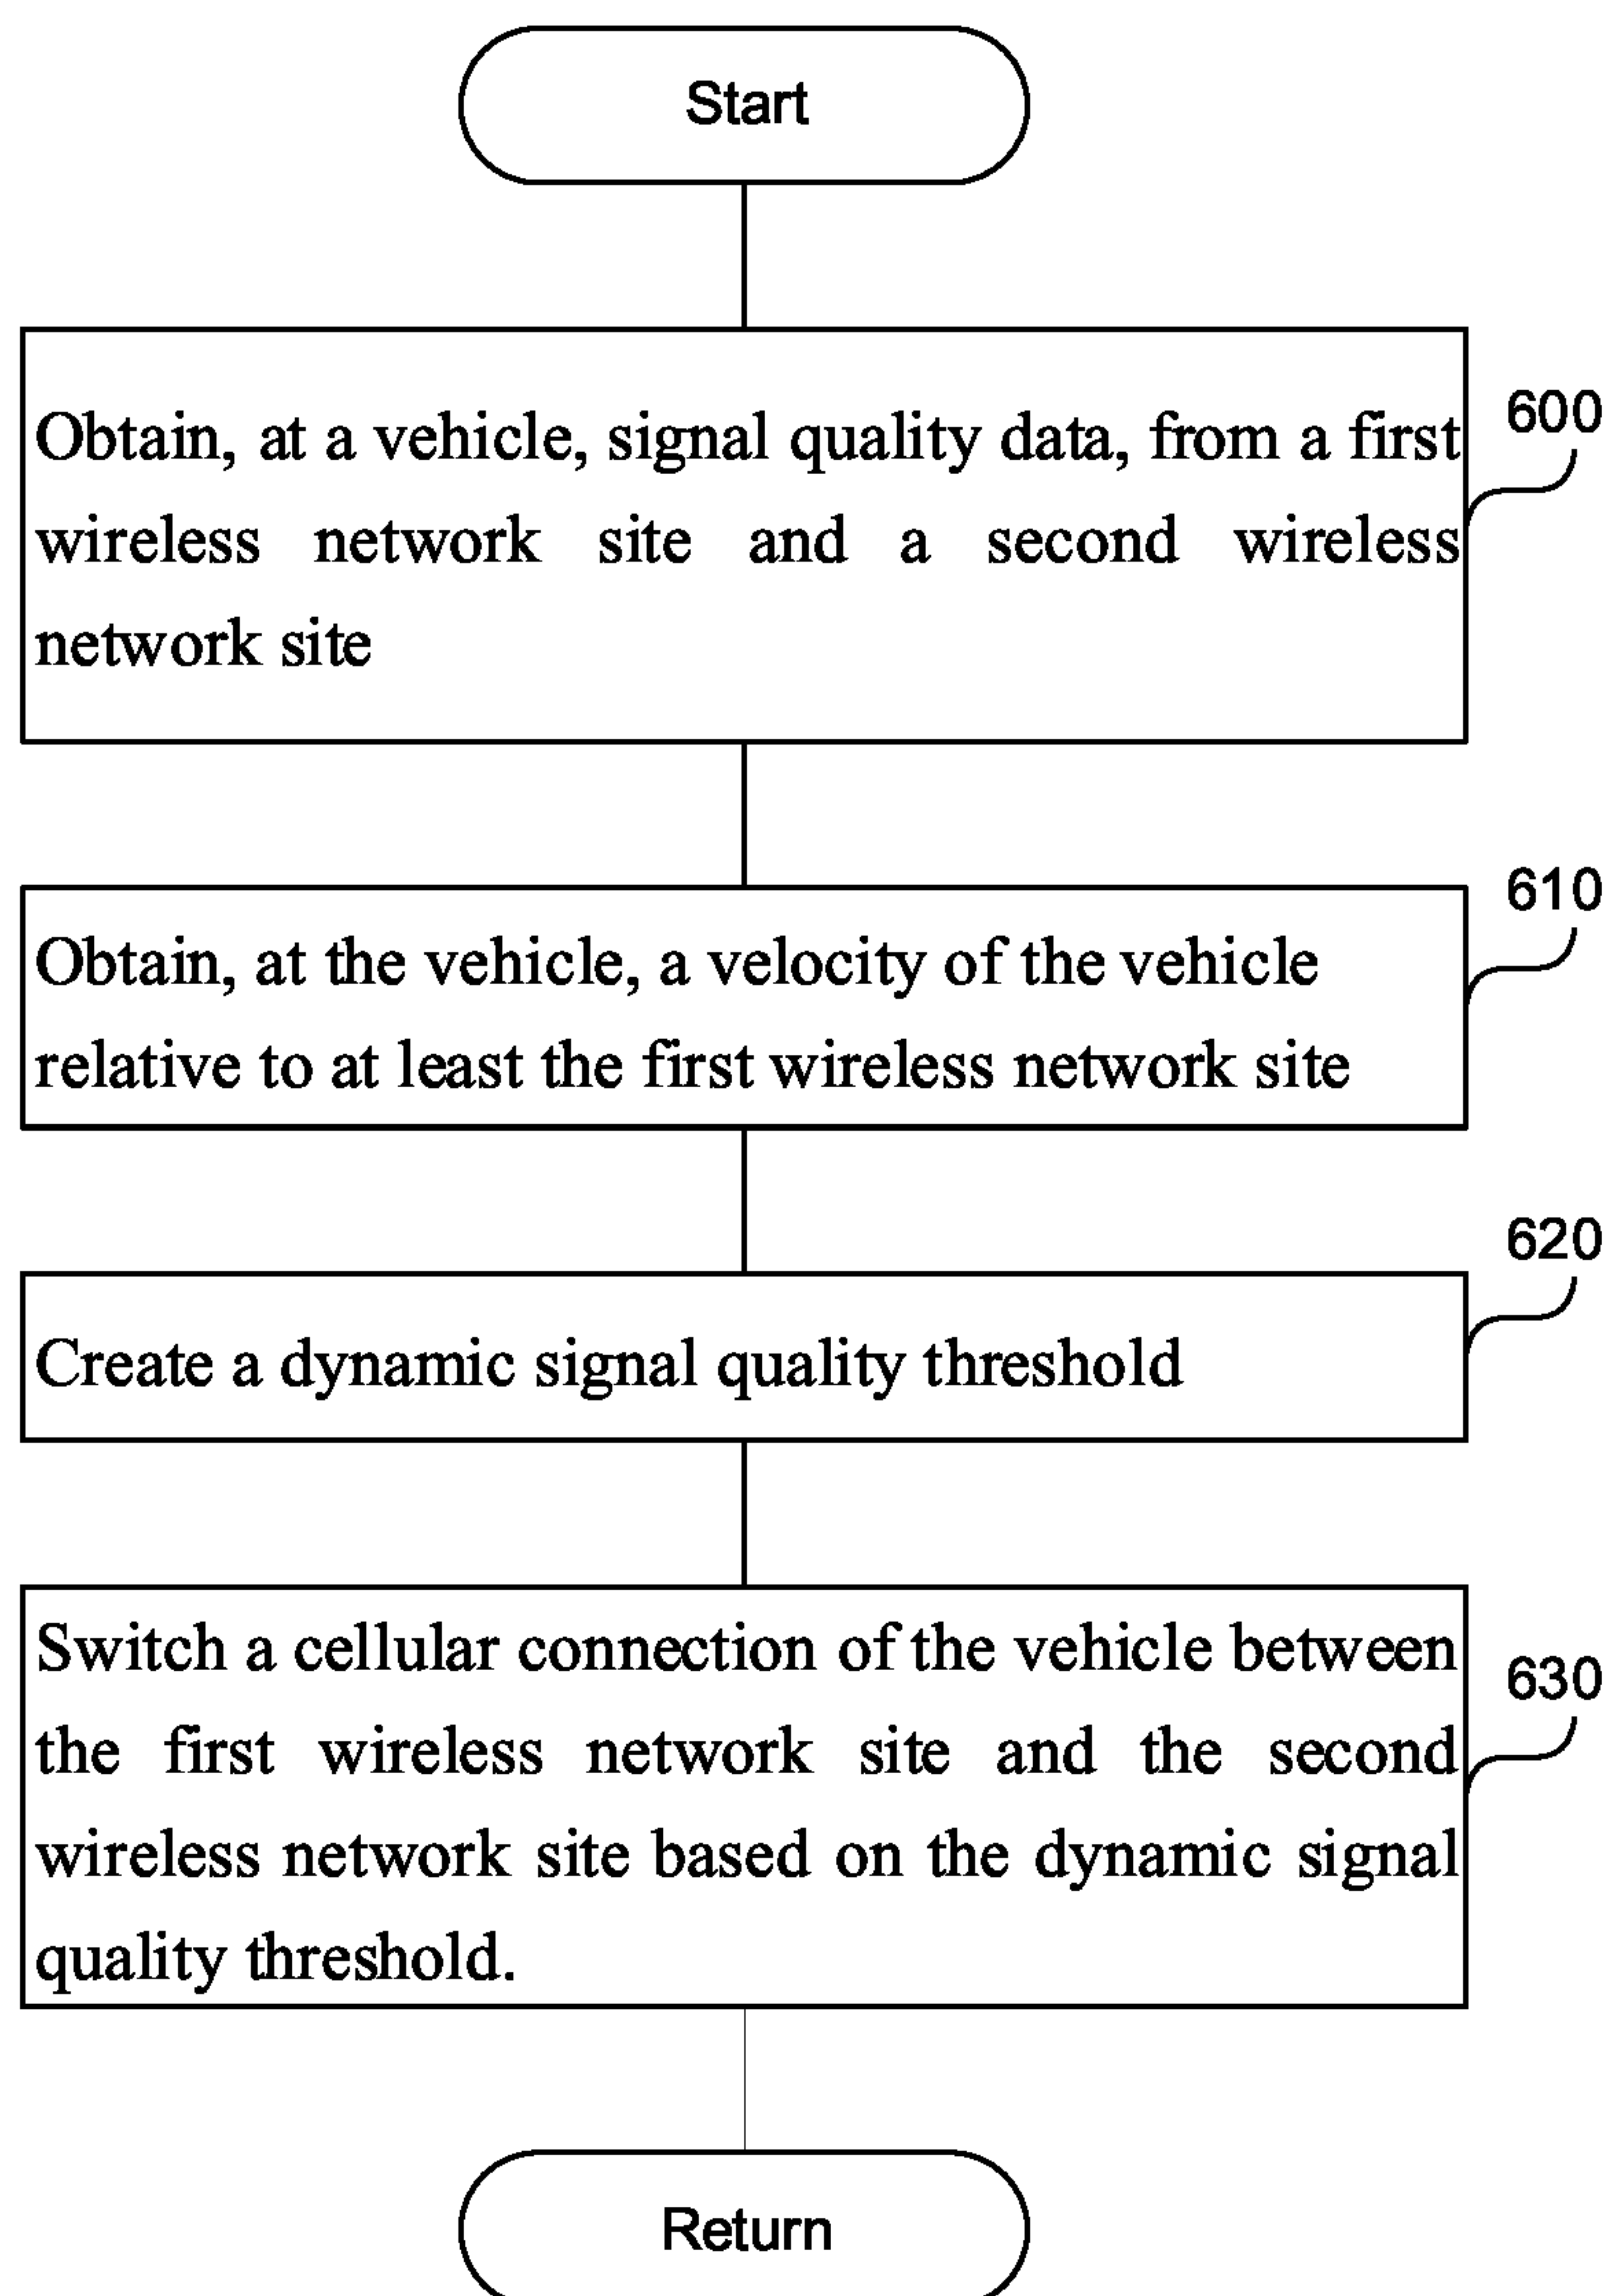 Start
600
Obtain, at a vehicle, signal quality data, from a first
wireless network site and a second wireless
network site
610
Obtain, at the vehicle, a velocity of the vehicle
relative to at least the first wireless network site
620
Create a dynamic signal quality threshold
630
Switch a cellular connection of the vehicle between
the first wireless network site and the second
wireless network site based on the dynamic signal
quality threshold.
Return